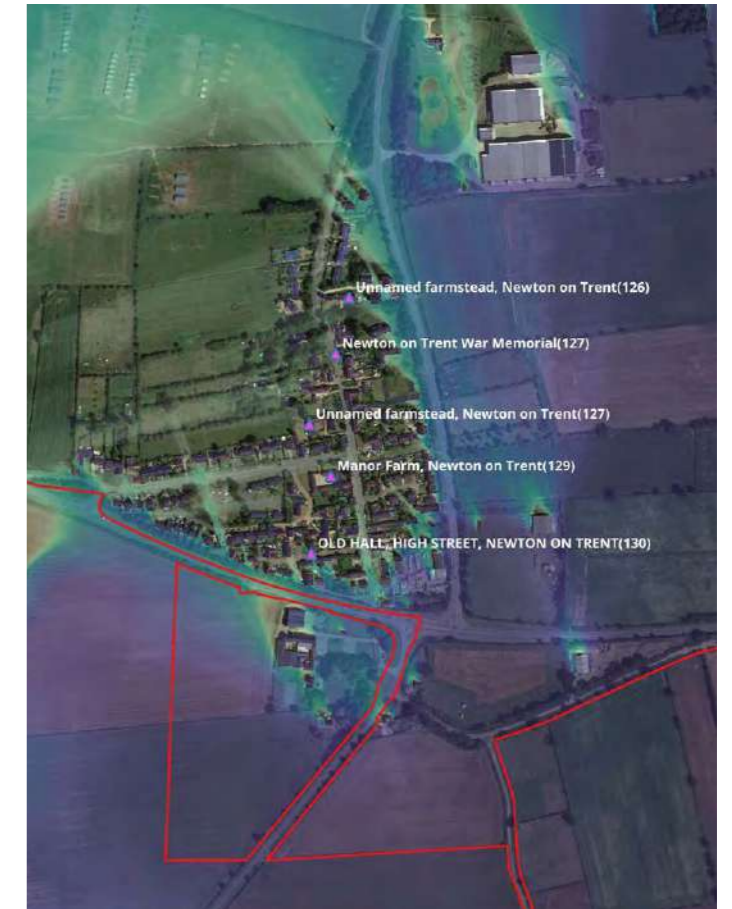 Unnamed farmstead, Newton on Trent(126)
Newton on Trent War Memorial(127)
Unnamed farmstead, Newton on Trent(127)
Manor Farm, Newton on Trent(129)
OLD HALL, HIGH STREET, NEWTON ON TRENT(130)